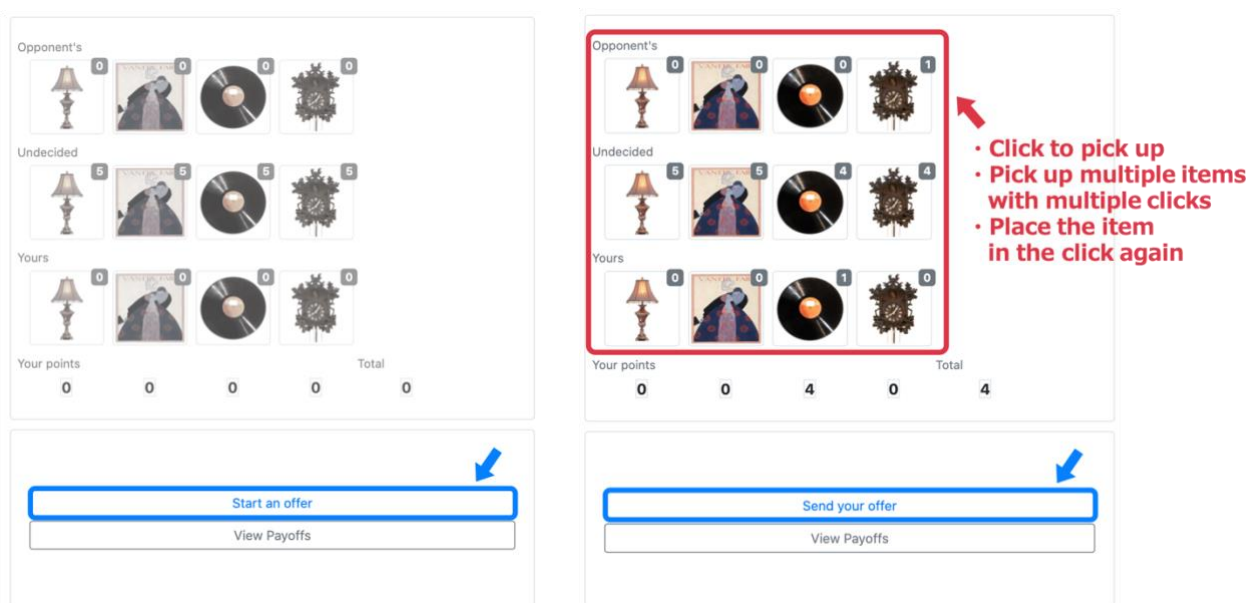 Opponent's
0 0 0 0
Undecided
5 5 5 5
Yours
0 0 0 0
Your points Total
0 0 0 0 0
Start an offer
View Payoffs
Opponent's
0 0 0 1
Undecided
5 5 4 4
Yours
0 0 1 0
Your points Total
0 0 4 0 4
Send your offer
View Payoffs
・Click to pick up
・Pick up multiple items
with multiple clicks
・Place the item
in the click again